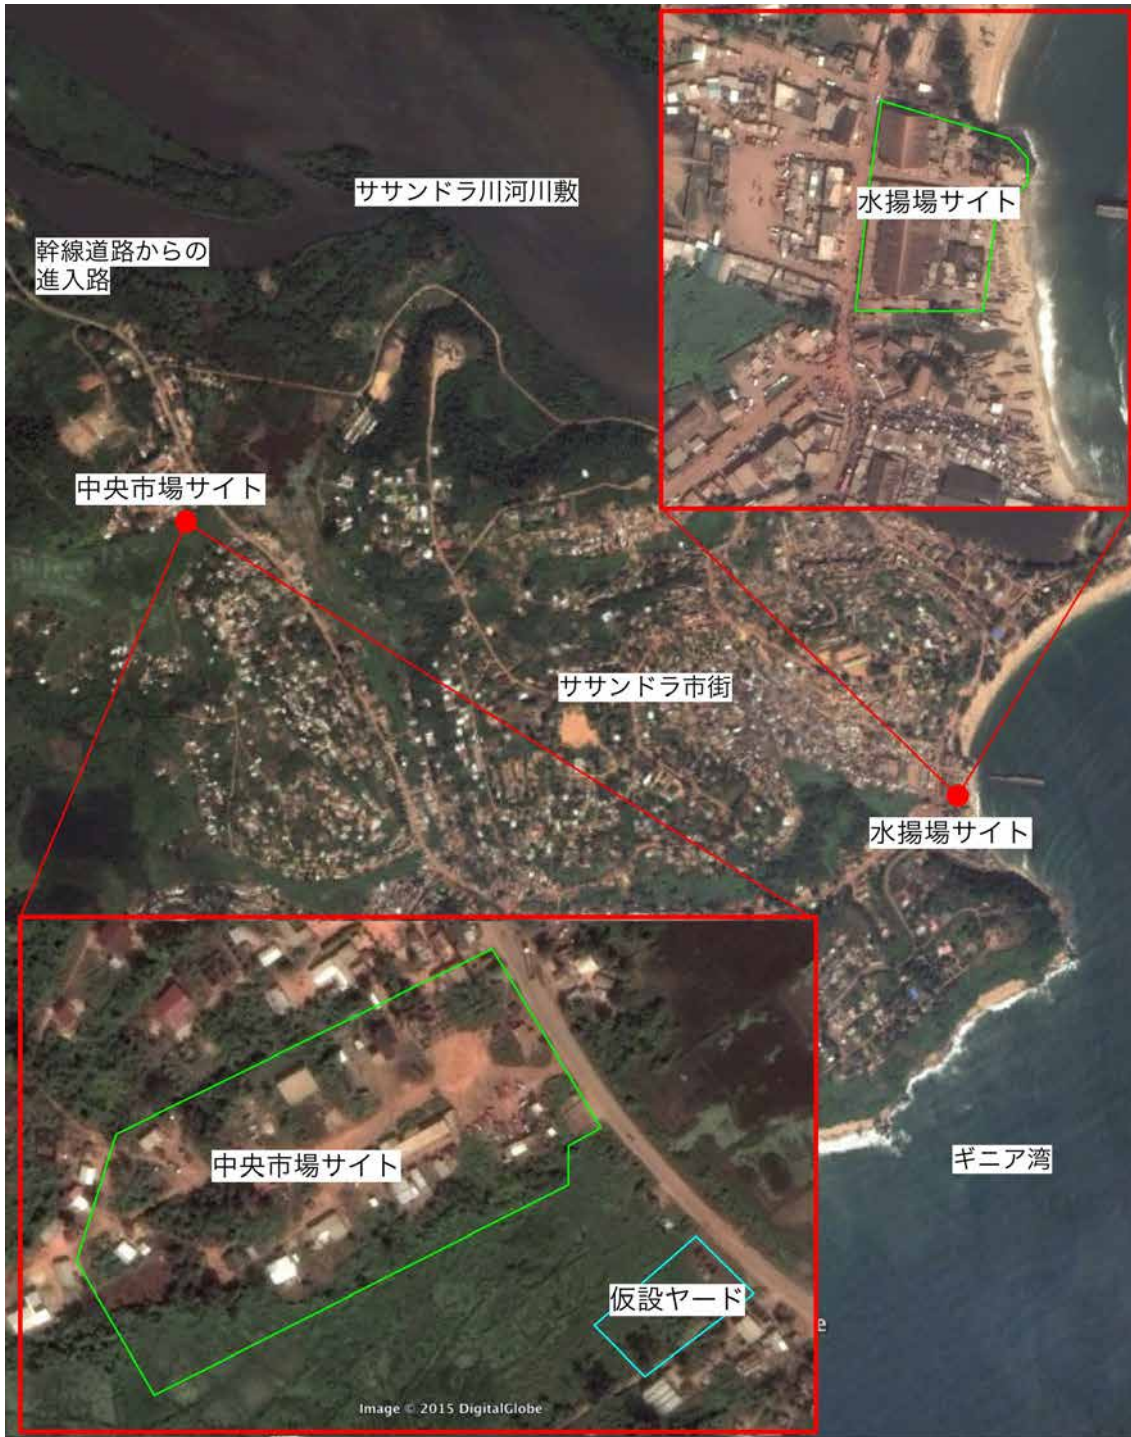 ササンドラ川河川敷
水揚場サイト
幹線道路からの
進入路
中央市場サイト
ササンドラ市街
水揚場サイト
中央市場サイト
ギニア湾
仮設ヤード
e
Image © 2015 DigitalGlobe